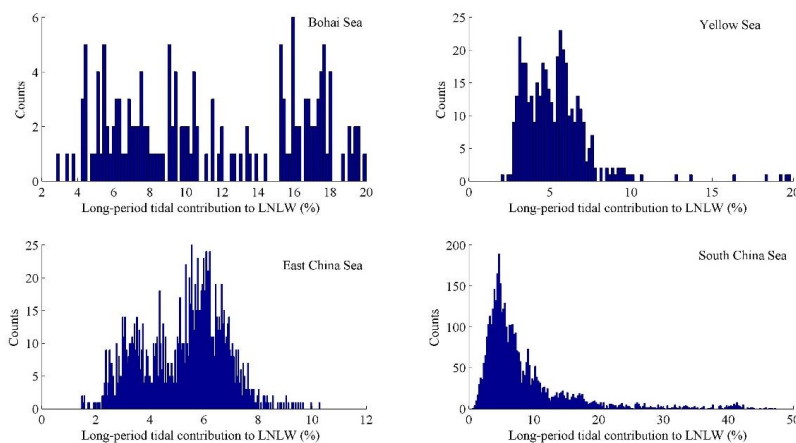 Bohai Sea
Counts
6
4
2
0
2 4 6 8 10 12 14 16 18 20
Long-period tidal contribution to LNLW (%)
Yellow Sea
Counts
25
20
15
10
5
0
0 5 10 15 20
Long-period tidal contribution to LNLW (%)
East China Sea
Counts
25
20
15
10
5
0
0 2 4 6 8 10 12
Long-period tidal contribution to LNLW (%)
South China Sea
Counts
200
150
100
50
0
0 10 20 30 40 50
Long-period tidal contribution to LNLW (%)